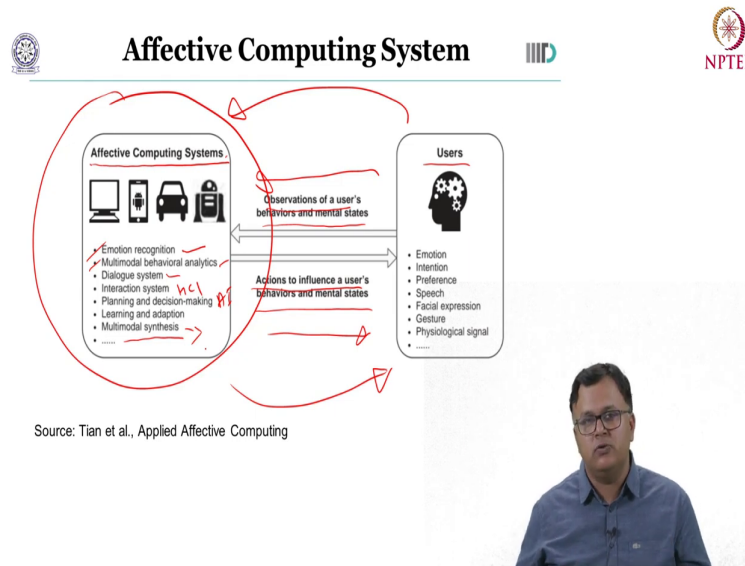 Affective Computing System
IIITD
NPTE
Affective Computing Systems
Emotion recognition
Multimodal behavioral analytics
Dialogue system
Interaction system HCI
Planning and decision-making AI
Learning and adaption
Multimodal synthesis
......
Observations of a user's
behaviors and mental states
Actions to influence a user's
behaviors and mental states
Users
Emotion
Intention
Preference
Speech
Facial expression
Gesture
Physiological signal
......
Source: Tian et al., Applied Affective Computing